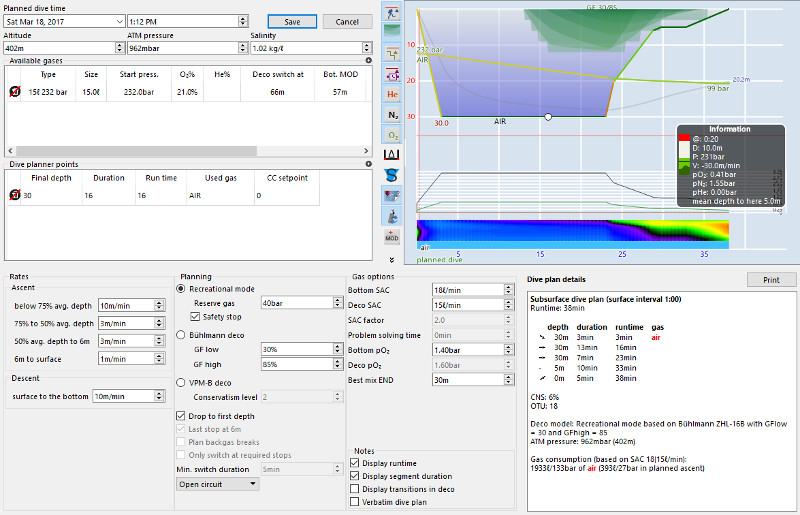 Planned dive time
Sat Mar 18, 2017
1:12 PM
Save
Cancel
Altitude
ATM pressure
Salinity
402m
962mbar
1.02 kg/ℓ
Available gases
Type Size Start press. O₂% He% Deco switch at Bot. MOD
15ℓ 232 bar 15.0ℓ 232.0bar 21.0% 66m 57m
Dive planner points
Final depth Duration Run time Used gas CC setpoint
30 16 16 AIR 0
He
N₂
O₂
+
MOD
GF 30/85
10
232 bar
AIR
20
20.2m
99 bar
30
30.0
AIR
Information
@: 0:20
D: 10.0m
P: 231bar
V: -30.0m/min
pO₂: 0.41bar
pN₂: 1.55bar
pHe: 0.00bar
mean depth to here 5.0m
air
5
15
25
35
planned dive
Rates
Ascent
below 75% avg. depth 10m/min
75% to 50% avg. depth 3m/min
50% avg. depth to 6m 3m/min
6m to surface 1m/min
Descent
surface to the bottom 10m/min
Planning
Recreational mode
Reserve gas 40bar
Safety stop
Bühlmann deco
GF low 30%
GF high 85%
VPM-B deco
Conservatism level 2
Drop to first depth
Last stop at 6m
Plan backgas breaks
Only switch at required stops
Min. switch duration 5min
Open circuit
Gas options
Bottom SAC 18ℓ/min
Deco SAC 15ℓ/min
SAC factor 2.0
Problem solving time 0min
Bottom pO₂ 1.40bar
Deco pO₂ 1.60bar
Best mix END 30m
Notes
Display runtime
Display segment duration
Display transitions in deco
Verbatim dive plan
Dive plan details
Print
Subsurface dive plan (surface interval 1:00)
Runtime: 38min
depth duration runtime gas
30m 3min 3min air
30m 13min 16min
30m 7min 23min
5m 10min 33min
0m 5min 38min
CNS: 6%
OTU: 18
Deco model: Recreational mode based on Bühlmann ZHL-16B with GFlow
= 30 and GFhigh = 85
ATM pressure: 962mbar (402m)
Gas consumption (based on SAC 18|15ℓ/min):
1933ℓ/133bar of air (393ℓ/27bar in planned ascent)